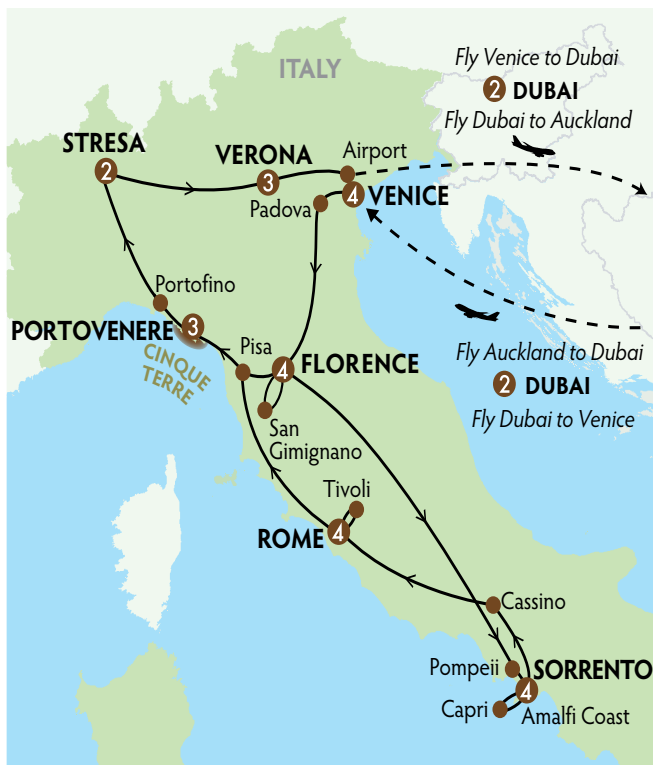 Fly Venice to Dubai
2 DUBAI
Fly Dubai to Auckland
ITALY
STRESA
2
VERONA
3
Airport
4 VENICE
Padova
Portofino
PORTOVENERE 3
CINQUE
TERRE
Pisa
4 FLORENCE
San
Gimignano
Fly Auckland to Dubai
2 DUBAI
Fly Dubai to Venice
Tivoli
ROME 4
Cassino
Pompeii
SORRENTO
4
Capri
Amalfi Coast